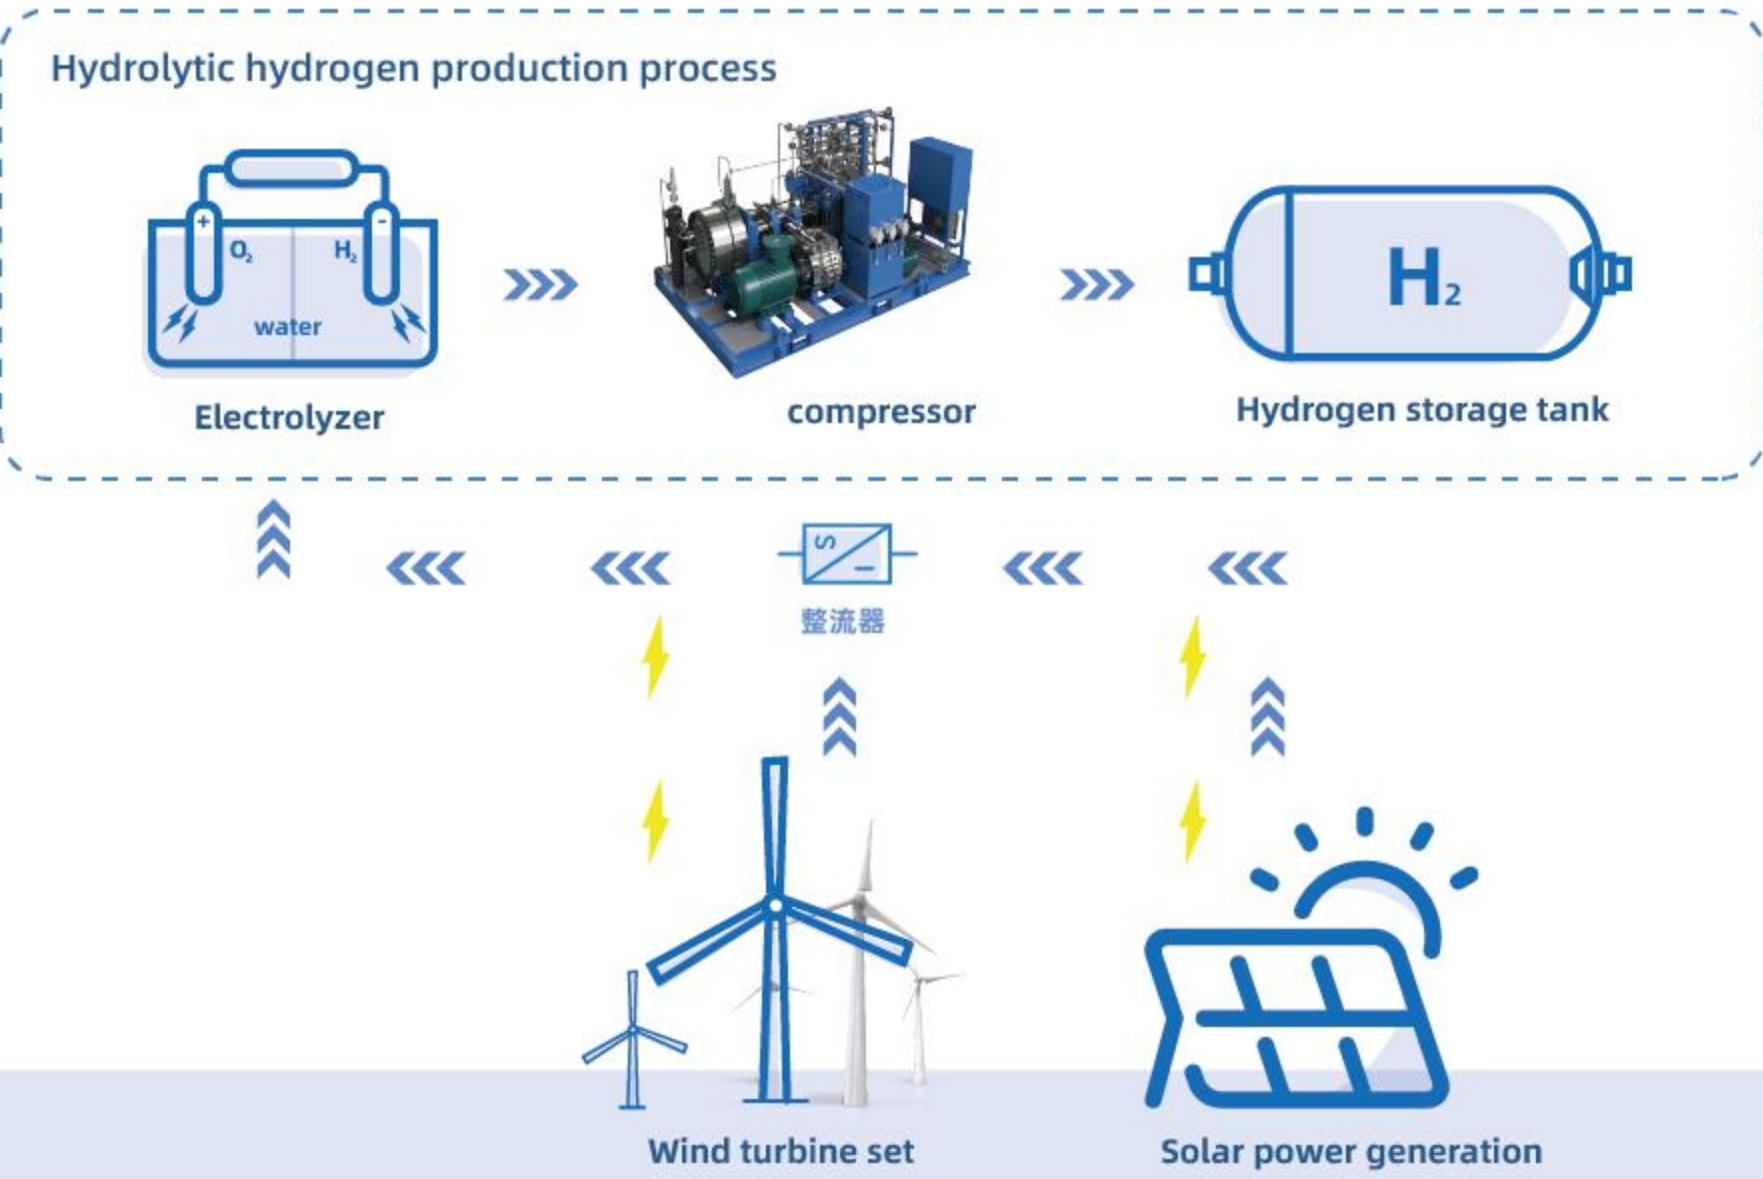 Hydrolytic hydrogen production process
+
-
O₂
H₂
water
H₂
Electrolyzer
compressor
Hydrogen storage tank
整流器
Wind turbine set
Solar power generation